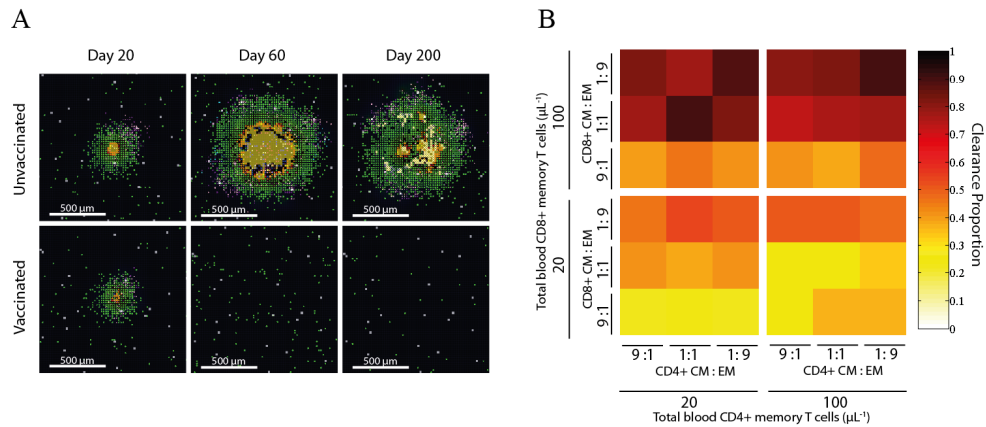 A
Day 20
Day 60
Day 200
Unvaccinated
500 µm
500 µm
500 µm
Vaccinated
500 µm
500 µm
500 µm
B
Total blood CD8+ memory T cells (µL⁻¹)
100
CD8+ CM : EM
1: 9
1:1
9 :1
20
CD8+ CM : EM
1: 9
1:1
9 :1
9 :1
1:1
1: 9
9 :1
1:1
1: 9
CD4+ CM : EM
CD4+ CM : EM
20
100
Total blood CD4+ memory T cells (µL⁻¹)
1
0.9
0.8
0.7
0.6
0.5
0.4
0.3
0.2
0.1
0
Clearance Proportion